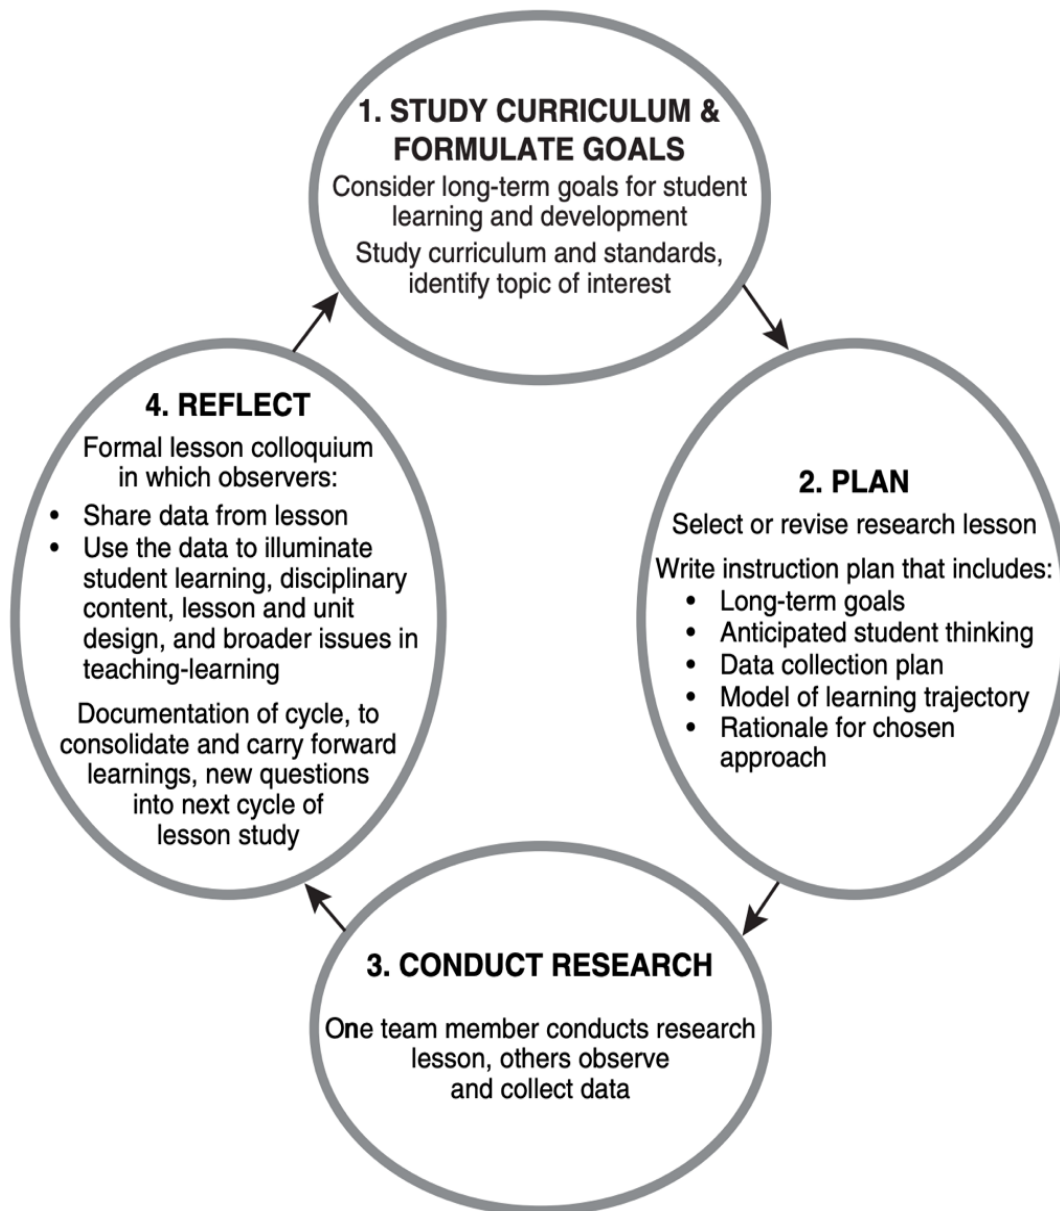 1. STUDY CURRICULUM &
FORMULATE GOALS
Consider long-term goals for student
learning and development
Study curriculum and standards,
identify topic of interest
2. PLAN
Select or revise research lesson
Write instruction plan that includes:
• Long-term goals
• Anticipated student thinking
• Data collection plan
• Model of learning trajectory
• Rationale for chosen
approach
3. CONDUCT RESEARCH
One team member conducts research
lesson, others observe
and collect data
4. REFLECT
Formal lesson colloquium
in which observers:
• Share data from lesson
• Use the data to illuminate
student learning, disciplinary
content, lesson and unit
design, and broader issues in
teaching-learning
Documentation of cycle, to
consolidate and carry forward
learnings, new questions
into next cycle of
lesson study